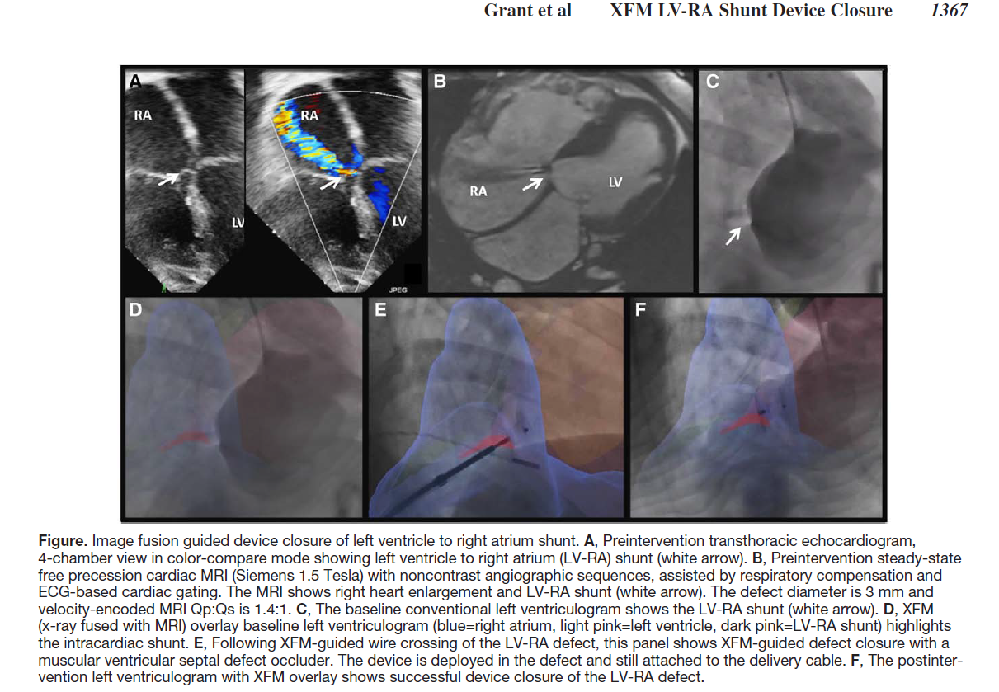 Grant et al XFM LV-RA Shunt Device Closure 1367
A
RA
LV
RA
LV
JPEG
B
RA
LV
C
D
E
F
Figure. Image fusion guided device closure of left ventricle to right atrium shunt. A, Preintervention transthoracic echocardiogram,
4-chamber view in color-compare mode showing left ventricle to right atrium (LV-RA) shunt (white arrow). B, Preintervention steady-state
free precession cardiac MRI (Siemens 1.5 Tesla) with noncontrast angiographic sequences, assisted by respiratory compensation and
ECG-based cardiac gating. The MRI shows right heart enlargement and LV-RA shunt (white arrow). The defect diameter is 3 mm and
velocity-encoded MRI Qp:Qs is 1.4:1. C, The baseline conventional left ventriculogram shows the LV-RA shunt (white arrow). D, XFM
(x-ray fused with MRI) overlay baseline left ventriculogram (blue=right atrium, light pink=left ventricle, dark pink=LV-RA shunt) highlights
the intracardiac shunt. E, Following XFM-guided wire crossing of the LV-RA defect, this panel shows XFM-guided defect closure with a
muscular ventricular septal defect occluder. The device is deployed in the defect and still attached to the delivery cable. F, The postinter-
vention left ventriculogram with XFM overlay shows successful device closure of the LV-RA defect.